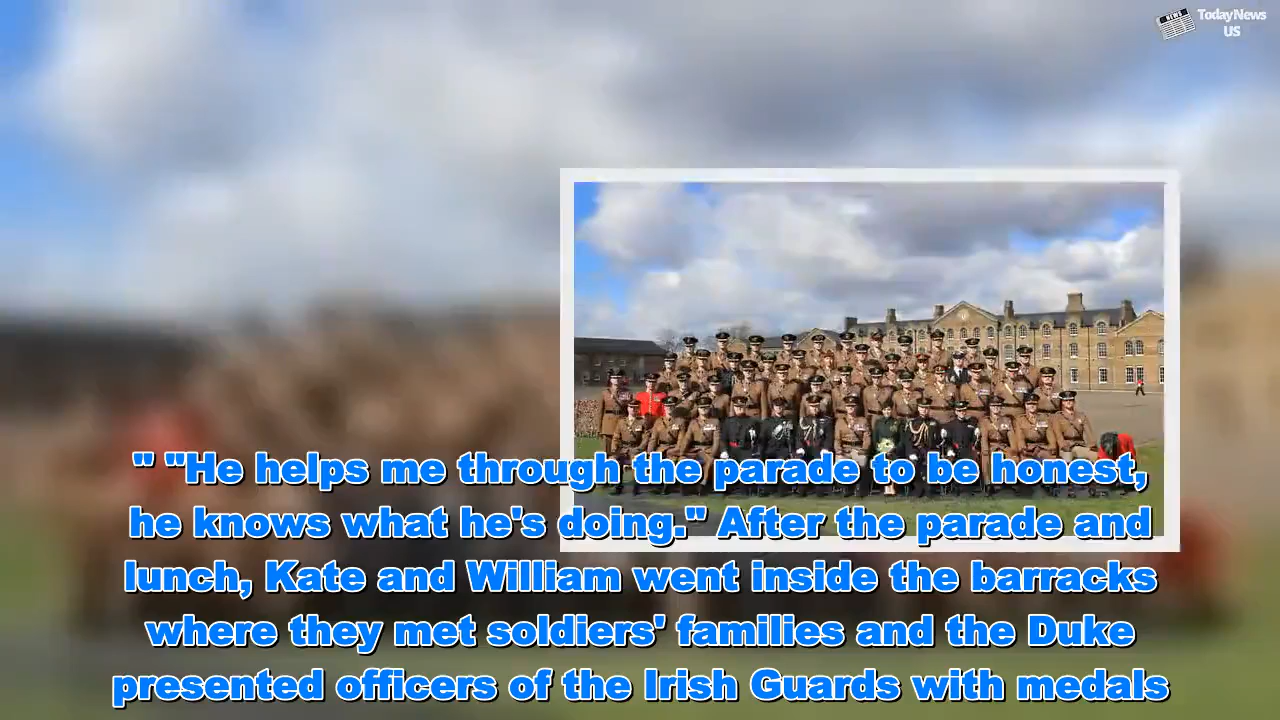 NEWS
TodayNews
US
" "He helps me through the parade to be honest,
he knows what he's doing." After the parade and
lunch, Kate and William went inside the barracks
where they met soldiers' families and the Duke
presented officers of the Irish Guards with medals